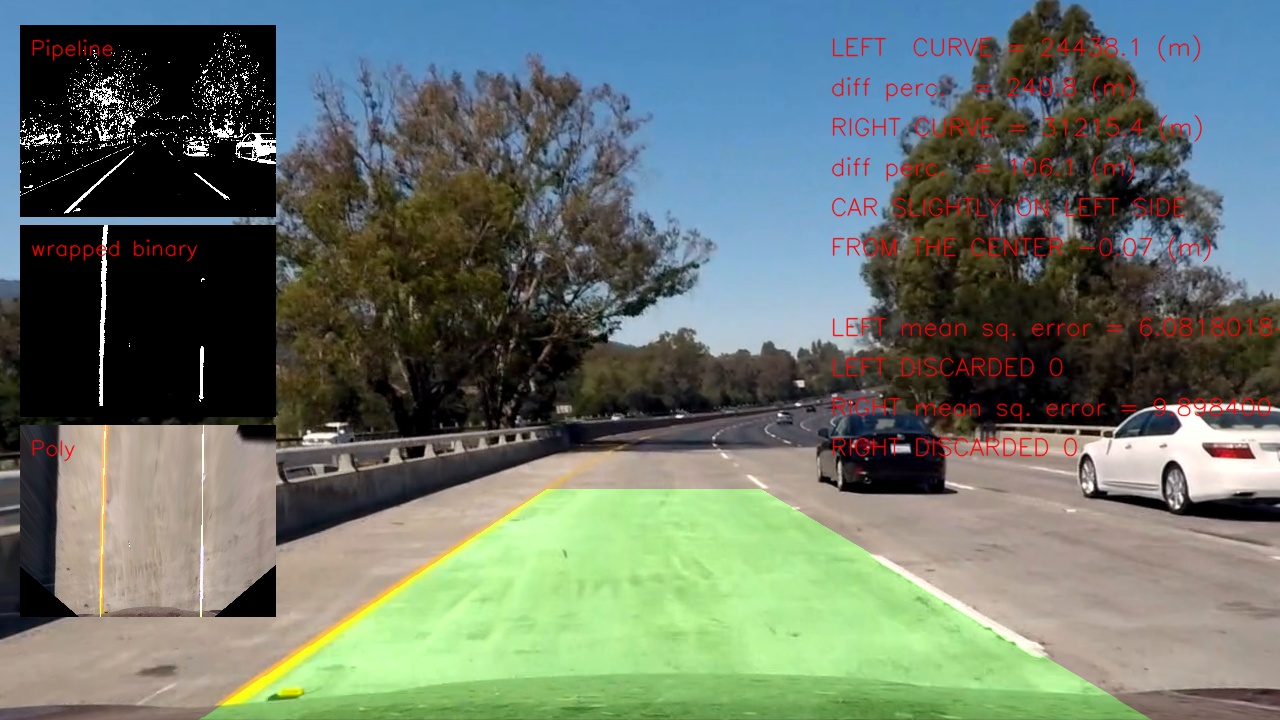 Pipeline
wrapped binary
Poly
LEFT CURVE = 24438.1 (m)
diff perc. = 240.8 (m)
RIGHT CURVE = 31215.4 (m)
diff perc. = 106.1 (m)
CAR SLIGHTLY ON LEFT SIDE
FROM THE CENTER -0.07 (m)
LEFT mean sq. error = 6.0818018
LEFT DISCARDED 0
RIGHT mean sq. error = 9.898400
RIGHT DISCARDED 0